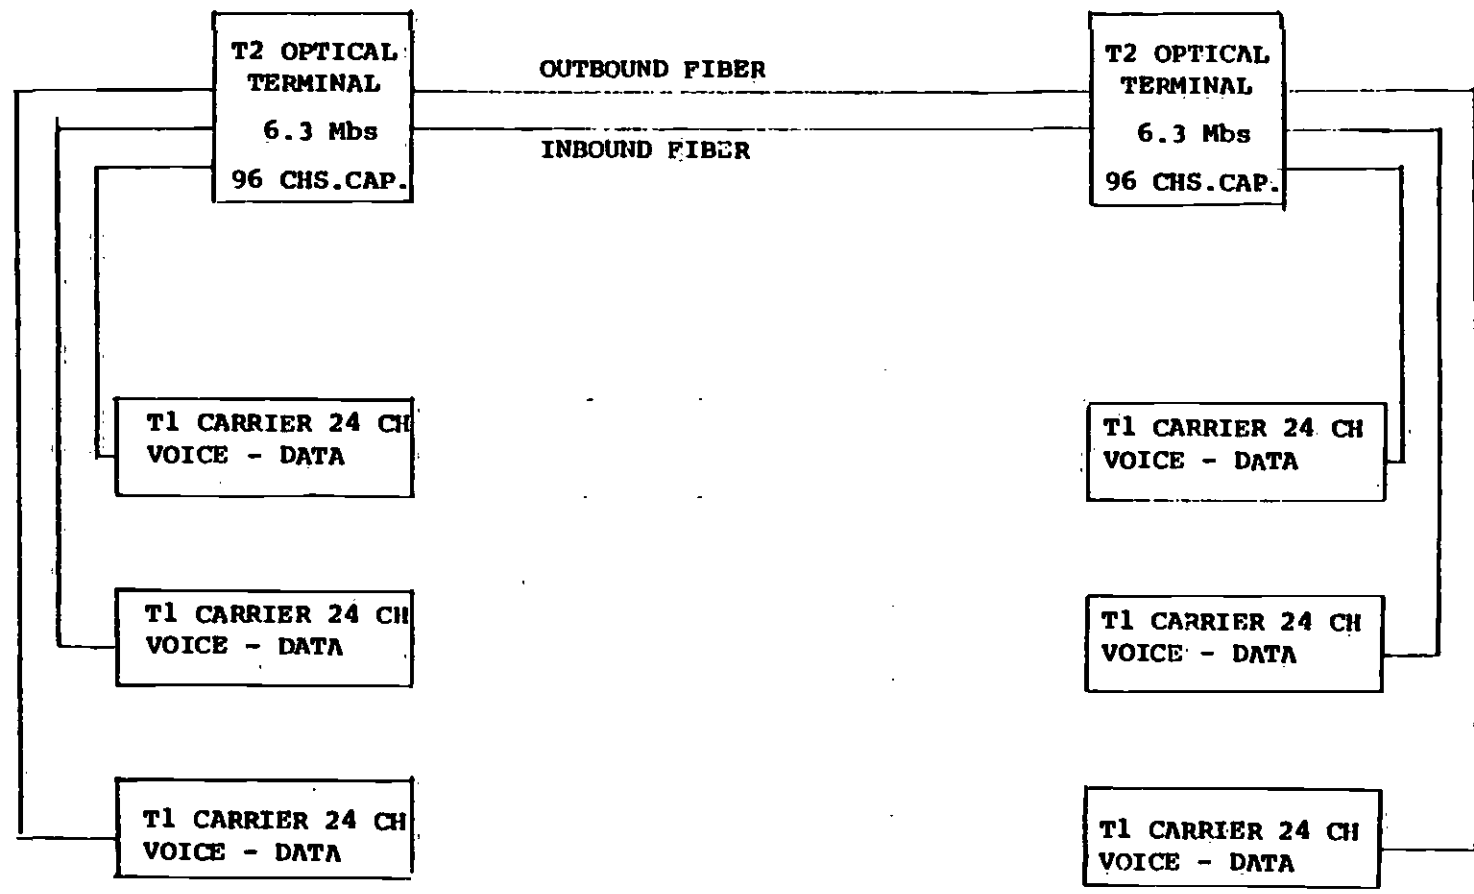 T2 OPTICAL
TERMINAL
6.3 Mbs
96 CHS.CAP.
OUTBOUND FIBER
INBOUND FIBER
T2 OPTICAL
TERMINAL
6.3 Mbs
96 CHS.CAP.
T1 CARRIER 24 CH
VOICE - DATA
T1 CARRIER 24 CH
VOICE - DATA
T1 CARRIER 24 CH
VOICE - DATA
T1 CARRIER 24 CH
VOICE - DATA
T1 CARRIER 24 CH
VOICE - DATA
T1 CARRIER 24 CH
VOICE - DATA